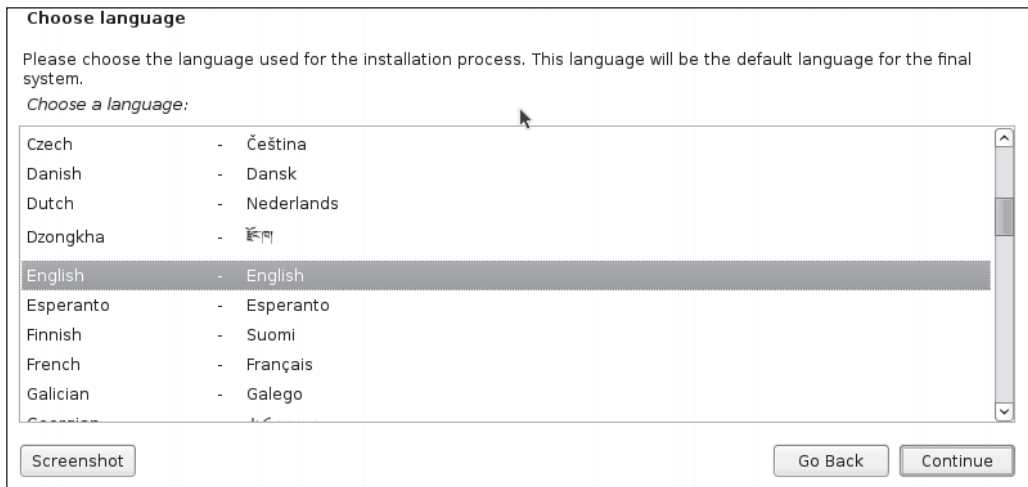 Choose language
Please choose the language used for the installation process. This language will be the default language for the final
system.
Choose a language:
Czech - Čeština
Danish - Dansk
Dutch - Nederlands
Dzongkha - རྫོང་ཁ།
English - English
Esperanto - Esperanto
Finnish - Suomi
French - Français
Galician - Galego
Screenshot
Go Back
Continue